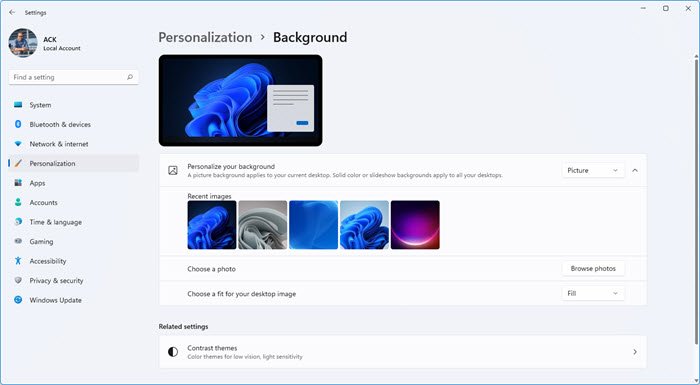 Settings
ACK
Local Account
Find a setting
System
Bluetooth & devices
Network & internet
Personalization
Apps
Accounts
Time & language
Gaming
Accessibility
Privacy & security
Windows Update
Personalization > Background
Personalize your background
A picture background applies to your current desktop. Solid color or slideshow backgrounds apply to all your desktops.
Picture
Recent images
Choose a photo
Browse photos
Choose a fit for your desktop image
Fill
Related settings
Contrast themes
Color themes for low vision, light sensitivity